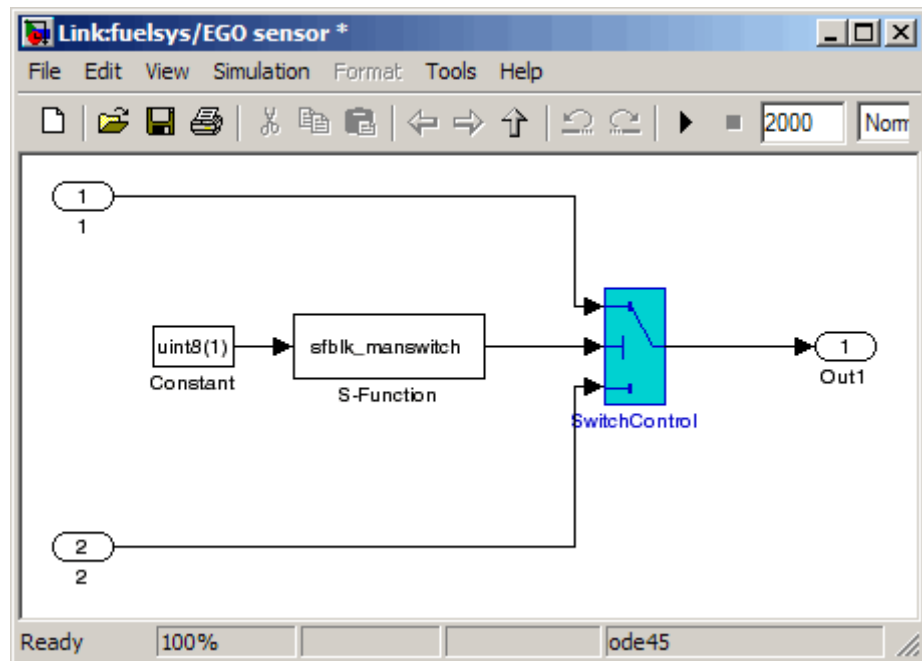 Link:fuelsys/EGO sensor *
File Edit View Simulation Format Tools Help
2000 Norm
1
1
uint8(1)
Constant
sfblk_manswitch
S-Function
SwitchControl
1
Out1
2
2
Ready 100% ode45